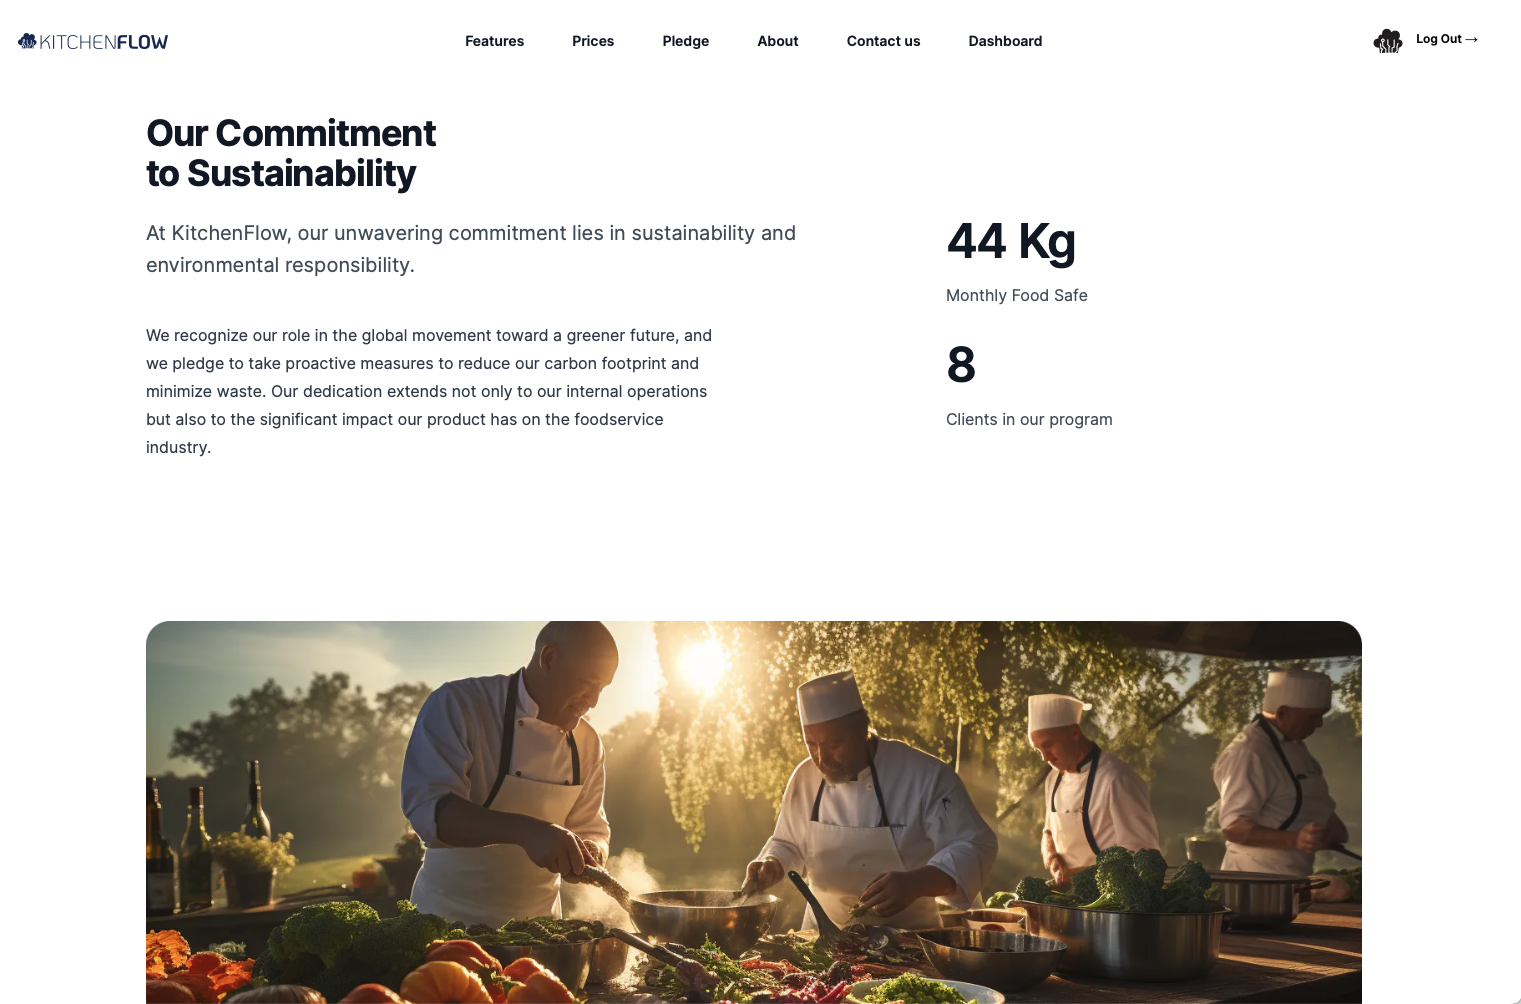 KITCHENFLOW
Features
Prices
Pledge
About
Contact us
Dashboard
Log Out →
Our Commitment
to Sustainability
At KitchenFlow, our unwavering commitment lies in sustainability and
environmental responsibility.
We recognize our role in the global movement toward a greener future, and
we pledge to take proactive measures to reduce our carbon footprint and
minimize waste. Our dedication extends not only to our internal operations
but also to the significant impact our product has on the foodservice
industry.
44 Kg
Monthly Food Safe
8
Clients in our program